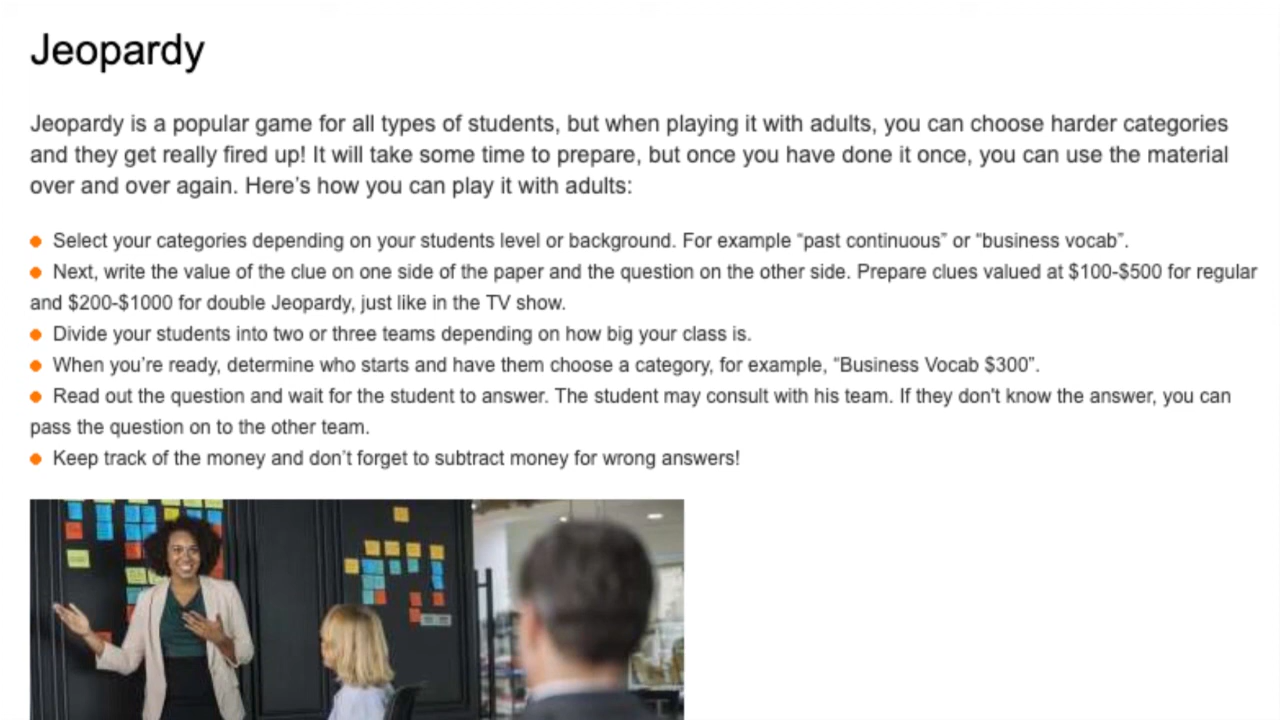 Jeopardy
Jeopardy is a popular game for all types of students, but when playing it with adults, you can choose harder categories
and they get really fired up! It will take some time to prepare, but once you have done it once, you can use the material
over and over again. Here’s how you can play it with adults:
● Select your categories depending on your students level or background. For example “past continuous” or “business vocab”.
● Next, write the value of the clue on one side of the paper and the question on the other side. Prepare clues valued at $100-$500 for regular
and $200-$1000 for double Jeopardy, just like in the TV show.
● Divide your students into two or three teams depending on how big your class is.
● When you’re ready, determine who starts and have them choose a category, for example, “Business Vocab $300”.
● Read out the question and wait for the student to answer. The student may consult with his team. If they don't know the answer, you can
pass the question on to the other team.
● Keep track of the money and don’t forget to subtract money for wrong answers!